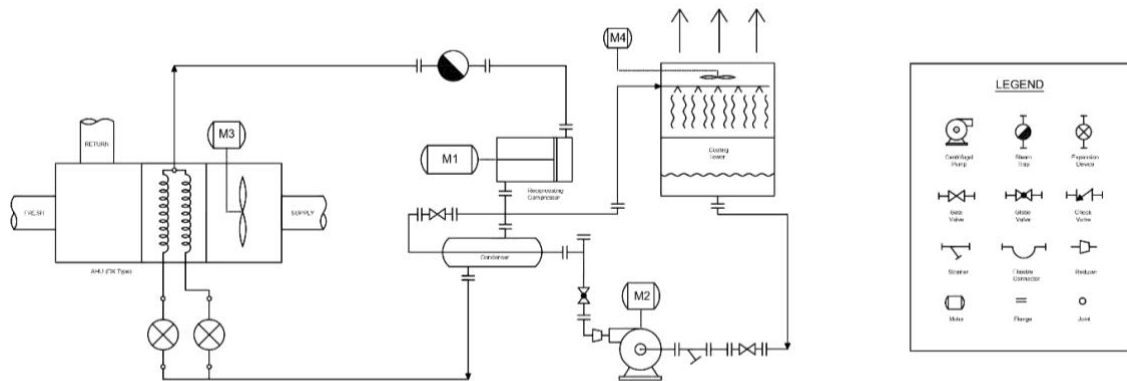 M4
RETURN
M3
M1
Reciprocating
Compressor
Cooling
Tower
FRESH
SUPPLY
AHU (DX Type)
Condenser
M2
LEGEND
Centrifugal
Pump
Steam
Trap
Expansion
Device
Gate
Valve
Globe
Valve
Check
Valve
Strainer
Flexible
Connector
Reducer
Motor
Flange
Joint